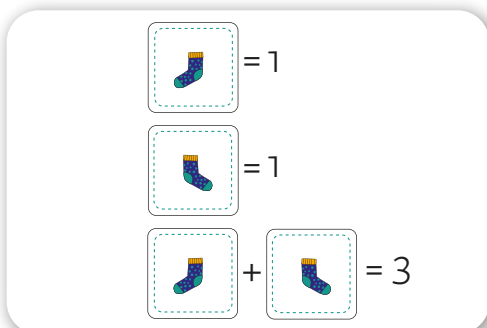 = 1
= 1
+ = 3